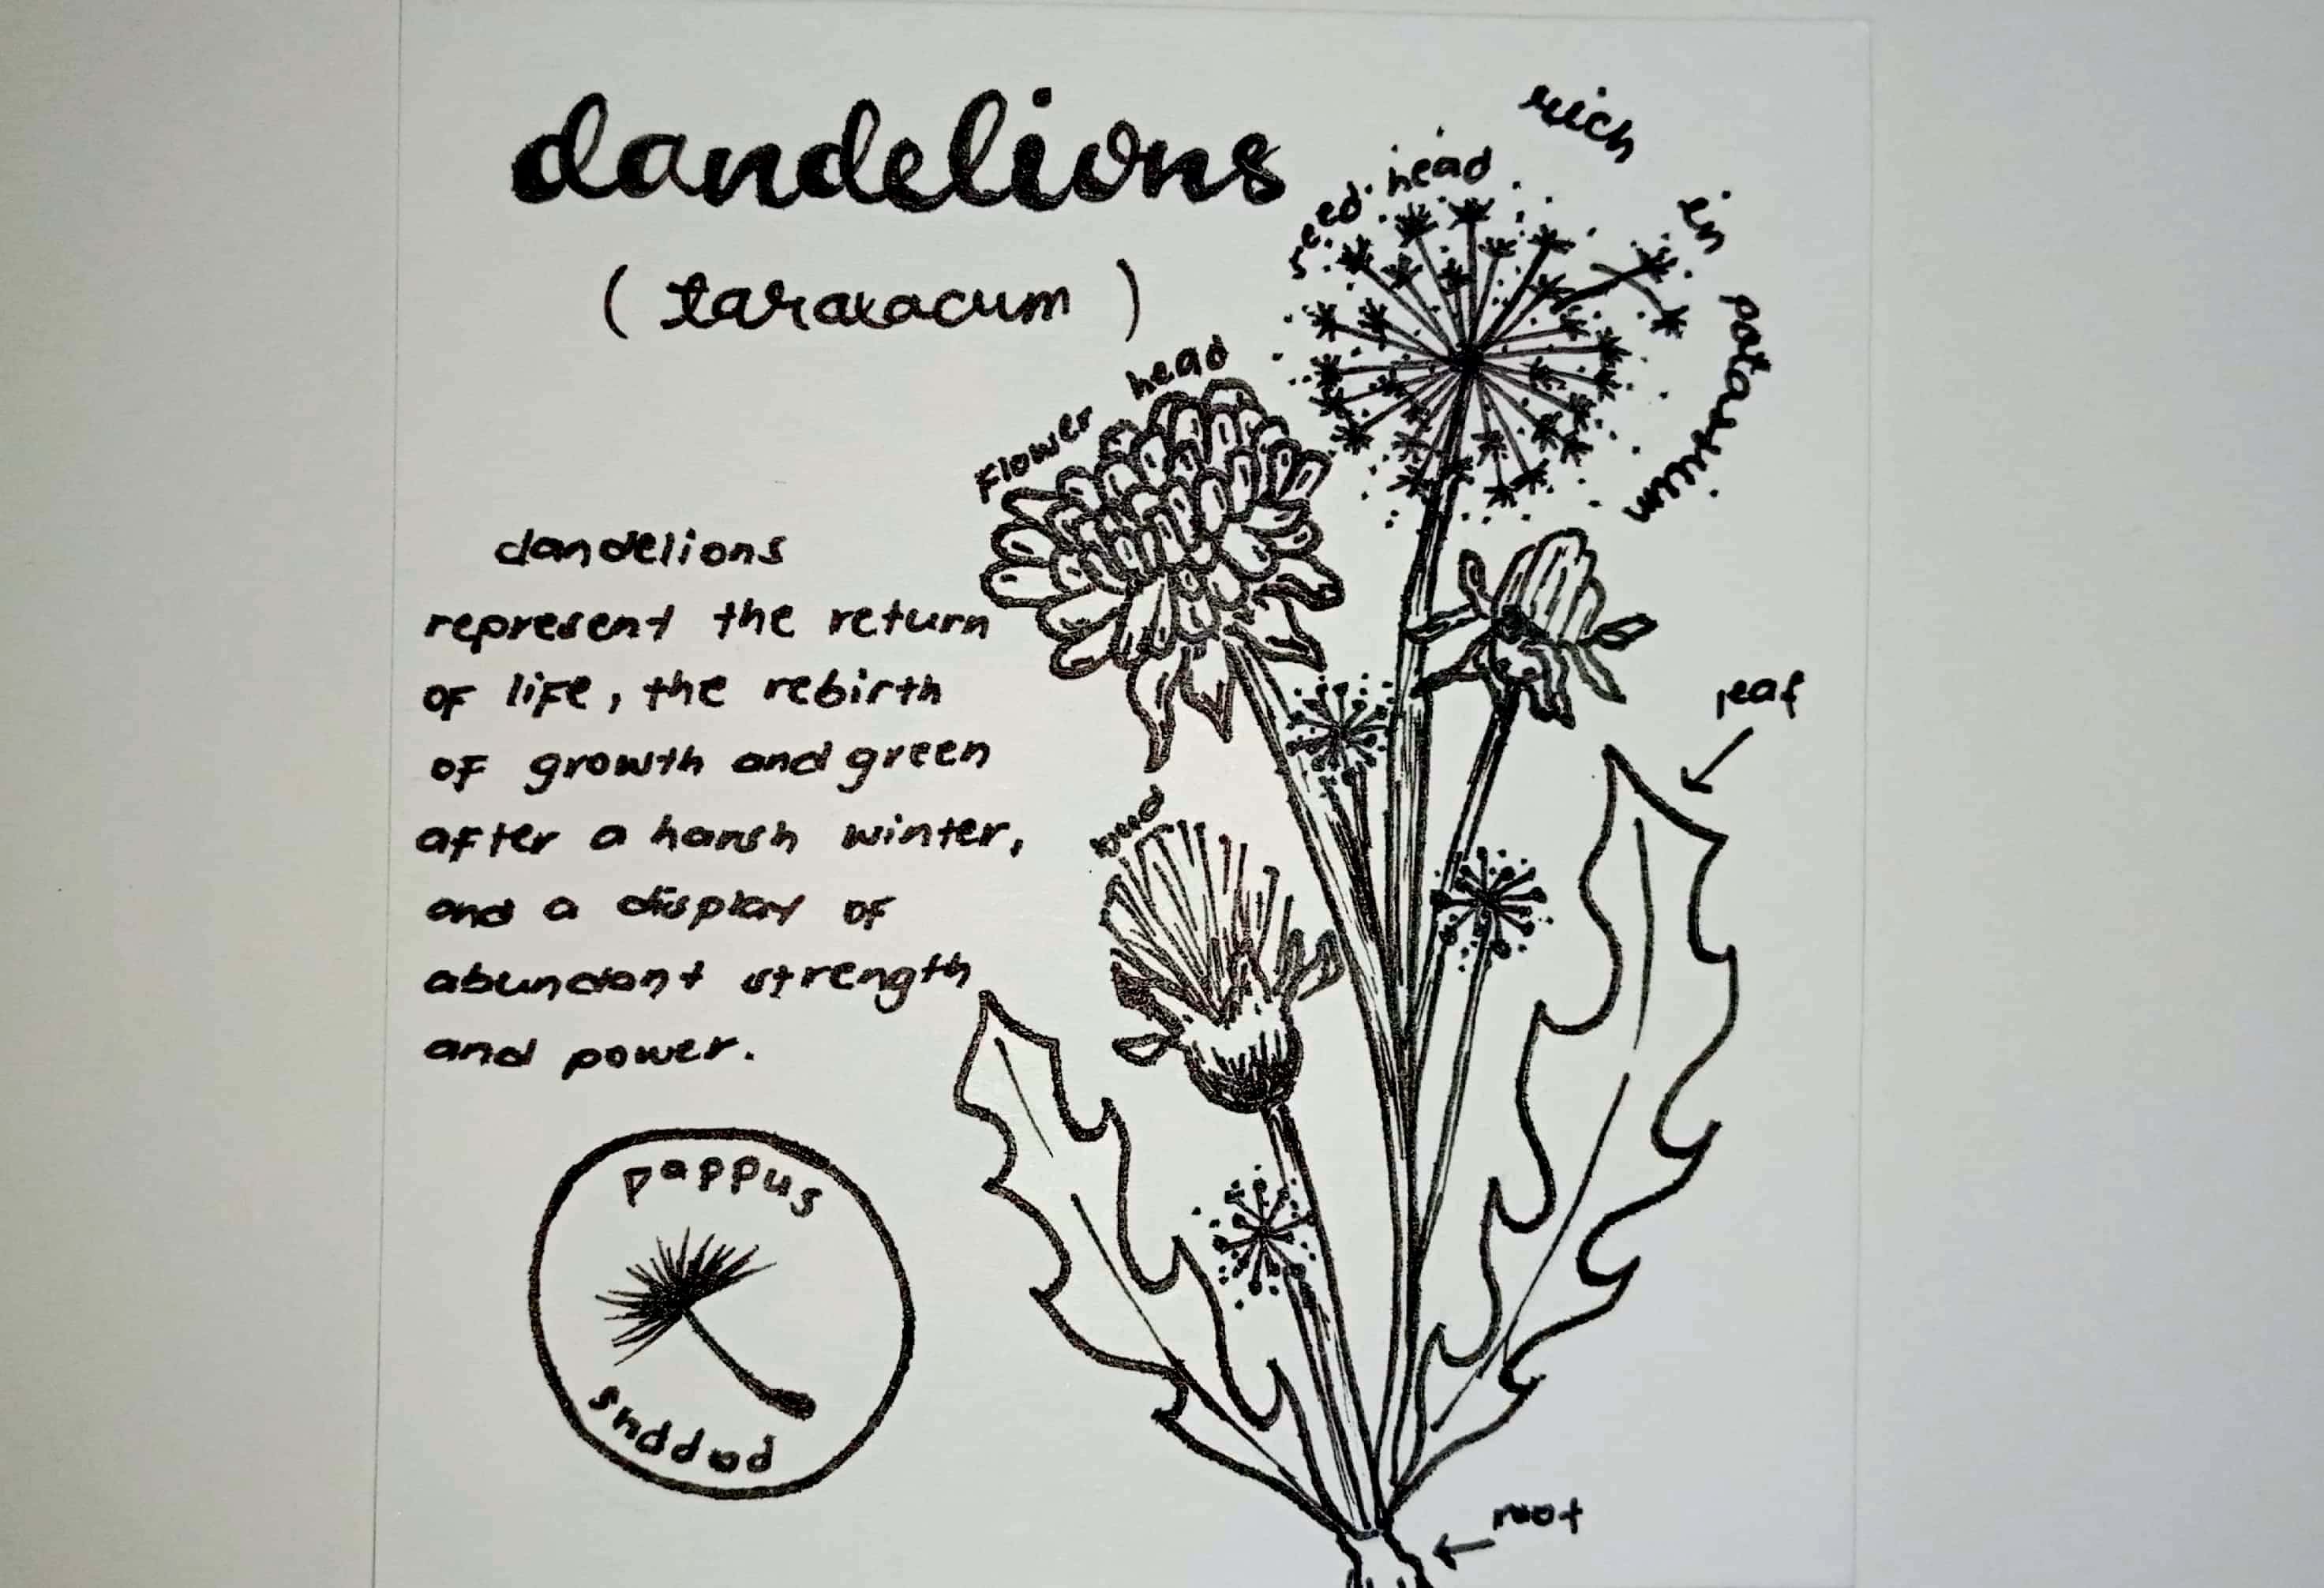 dandelions
(taraxacum)
seed head
rich in potassium
flower head
dandelions
represent the return
of life, the rebirth
of growth and green
after a harsh winter,
and a display of
abundant strength
and power.
leaf
bud
pappus
pappus
root